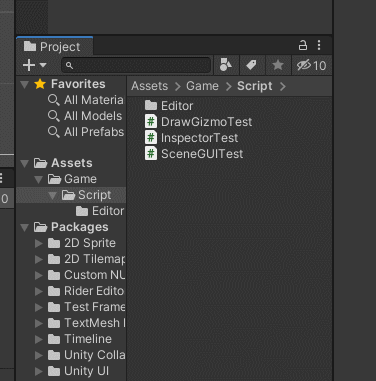 Project
10
Favorites
All Materia
All Models
All Prefabs
Assets
Game
Script
Editor
Packages
2D Sprite
2D Tilemap
Custom NU
Rider Edito
Test Frame
TextMesh
Timeline
Unity Colla
Unity UI
Assets > Game > Script >
Editor
DrawGizmoTest
InspectorTest
SceneGUITest
0